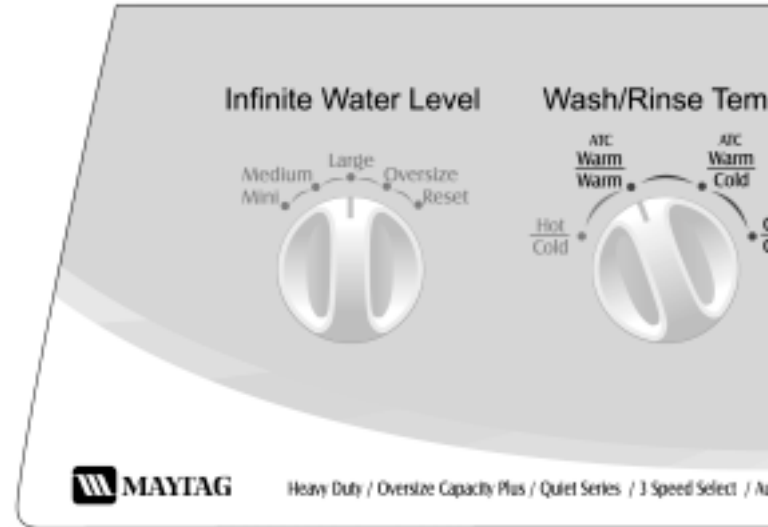 Infinite Water Level
Wash/Rinse Tem
Large
Medium
Oversize
Mini
Reset
ATC
Warm
Warm
ATC
Warm
Cold
Hot
Cold
MAYTAG
Heavy Duty / Oversize Capacity Plus / Quiet Series / 3 Speed Select / Au